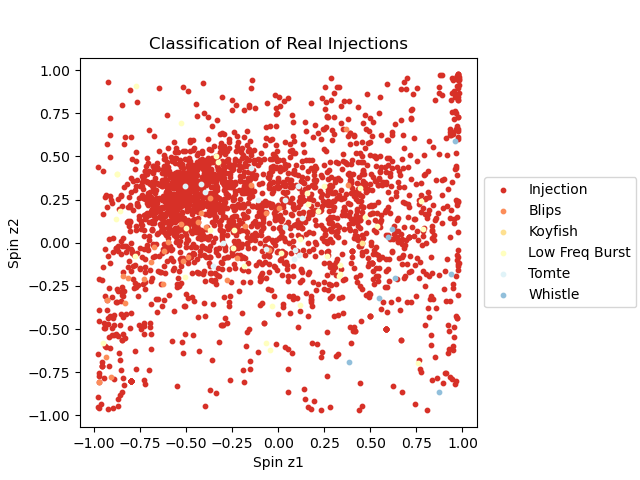 Classification of Real Injections
1.00
0.75
0.50
0.25
0.00
−0.25
−0.50
−0.75
−1.00
Spin z2
−1.00 −0.75 −0.50 −0.25 0.00 0.25 0.50 0.75 1.00
Spin z1
Injection
Blips
Koyfish
Low Freq Burst
Tomte
Whistle